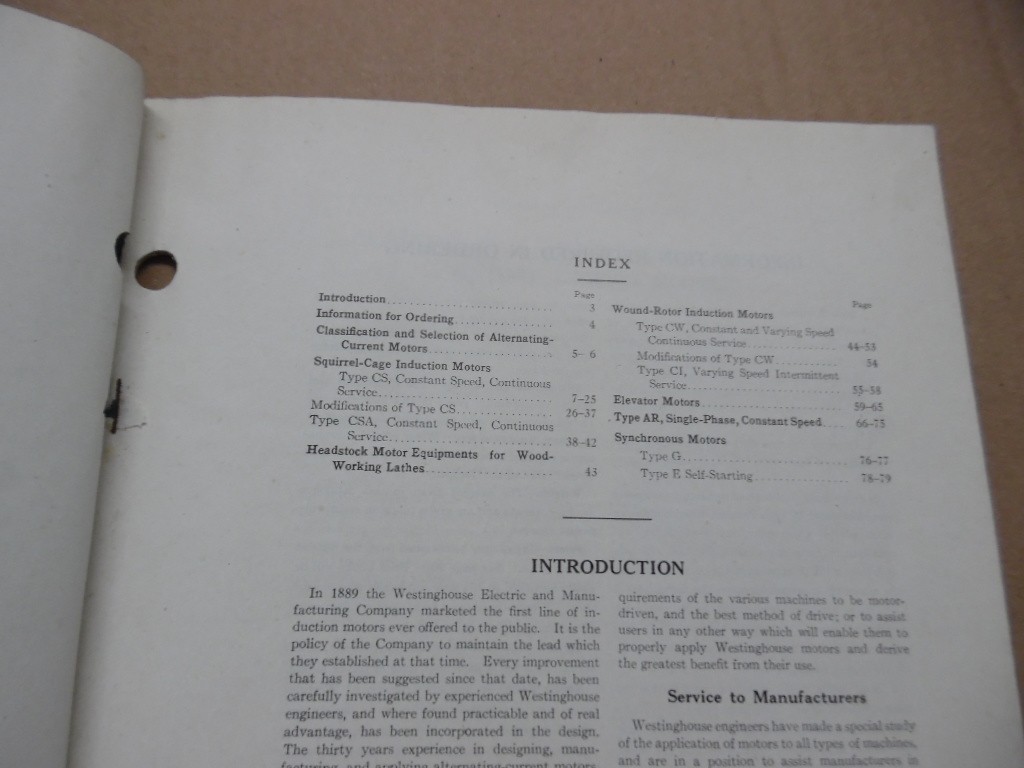 INDEX
Page
Introduction 3
Information for Ordering 4
Classification and Selection of Alternating-
Current Motors 5- 6
Squirrel-Cage Induction Motors
Type CS, Constant Speed, Continuous
Service 7-25
Modifications of Type CS 26-37
Type CSA, Constant Speed, Continuous
Service 38-42
Headstock Motor Equipments for Wood-
Working Lathes 43
Page
Wound-Rotor Induction Motors
Type CW, Constant and Varying Speed
Continuous Service 44-53
Modifications of Type CW 54
Type CI, Varying Speed Intermittent
Service 55-58
Elevator Motors 59-65
Type AR, Single-Phase, Constant Speed 66-75
Synchronous Motors
Type G 76-77
Type E Self-Starting 78-79
INTRODUCTION
In 1889 the Westinghouse Electric and Manu-
facturing Company marketed the first line of in-
duction motors ever offered to the public. It is the
policy of the Company to maintain the lead which
they established at that time. Every improvement
that has been suggested since that date, has been
carefully investigated by experienced Westinghouse
engineers, and where found practicable and of real
advantage, has been incorporated in the design.
The thirty years experience in designing, manu-
facturing, and applying alternating-current motors,
quirements of the various machines to be motor-
driven, and the best method of drive; or to assist
users in any other way which will enable them to
properly apply Westinghouse motors and derive
the greatest benefit from their use.
Service to Manufacturers
Westinghouse engineers have made a special study
of the application of motors to all types of machines,
and are in a position to assist manufacturers in